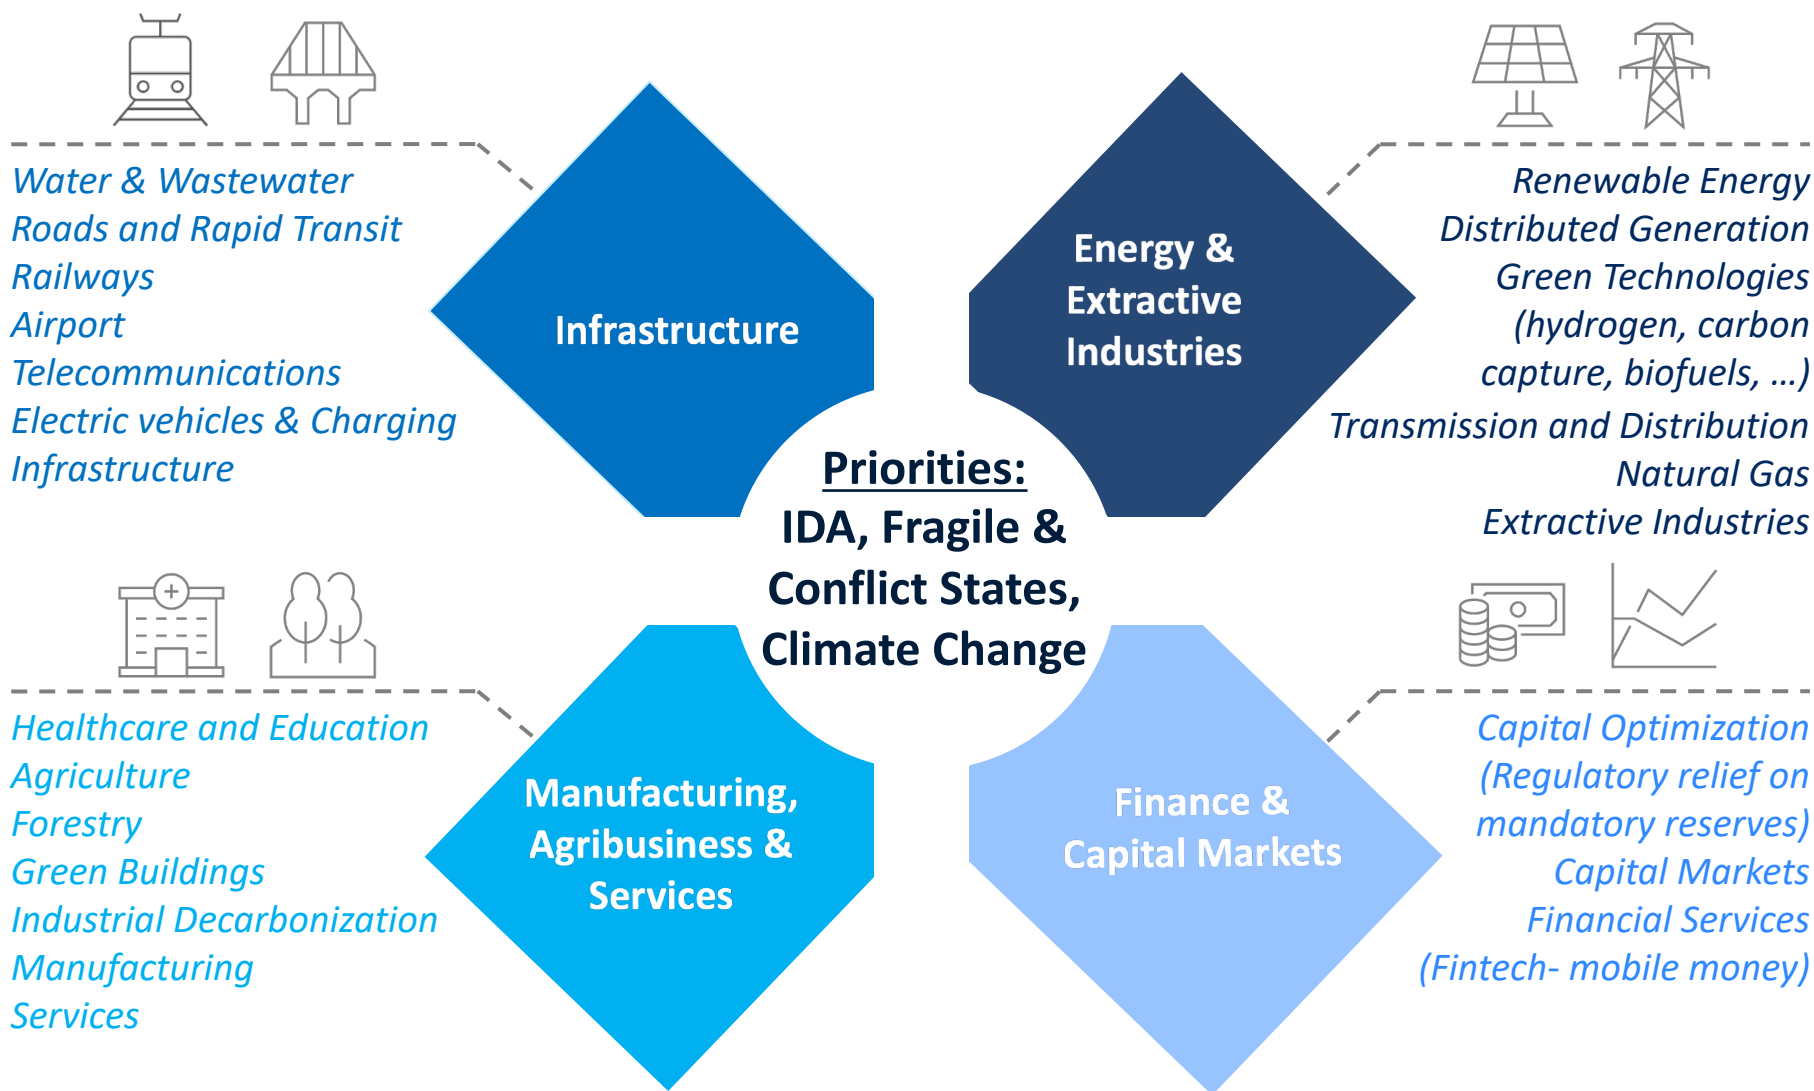 Water & Wastewater
Roads and Rapid Transit
Railways
Airport
Telecommunications
Electric vehicles & Charging
Infrastructure
Infrastructure
Energy &
Extractive
Industries
Renewable Energy
Distributed Generation
Green Technologies
(hydrogen, carbon
capture, biofuels, ...)
Transmission and Distribution
Natural Gas
Extractive Industries
Priorities:
IDA, Fragile &
Conflict States,
Climate Change
Healthcare and Education
Agriculture
Forestry
Green Buildings
Industrial Decarbonization
Manufacturing
Services
Manufacturing,
Agribusiness &
Services
Finance &
Capital Markets
Capital Optimization
(Regulatory relief on
mandatory reserves)
Capital Markets
Financial Services
(Fintech- mobile money)